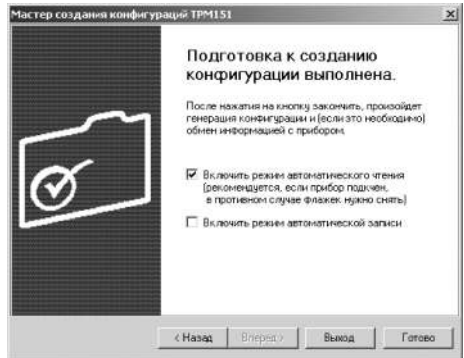 Мастер создания конфигураций ТРМ151
Подготовка к созданию
конфигурации выполнена.
После нажатия на кнопку закончить, произойдет
генерация конфигурации и (если это необходимо)
обмен информацией с прибором.
Включить режим автоматического чтения
(рекомендуется, если прибор подкчен,
в противном случае флажек нужно снять)
Включить режим автоматической записи
< Назад Вперед > Выход Готово